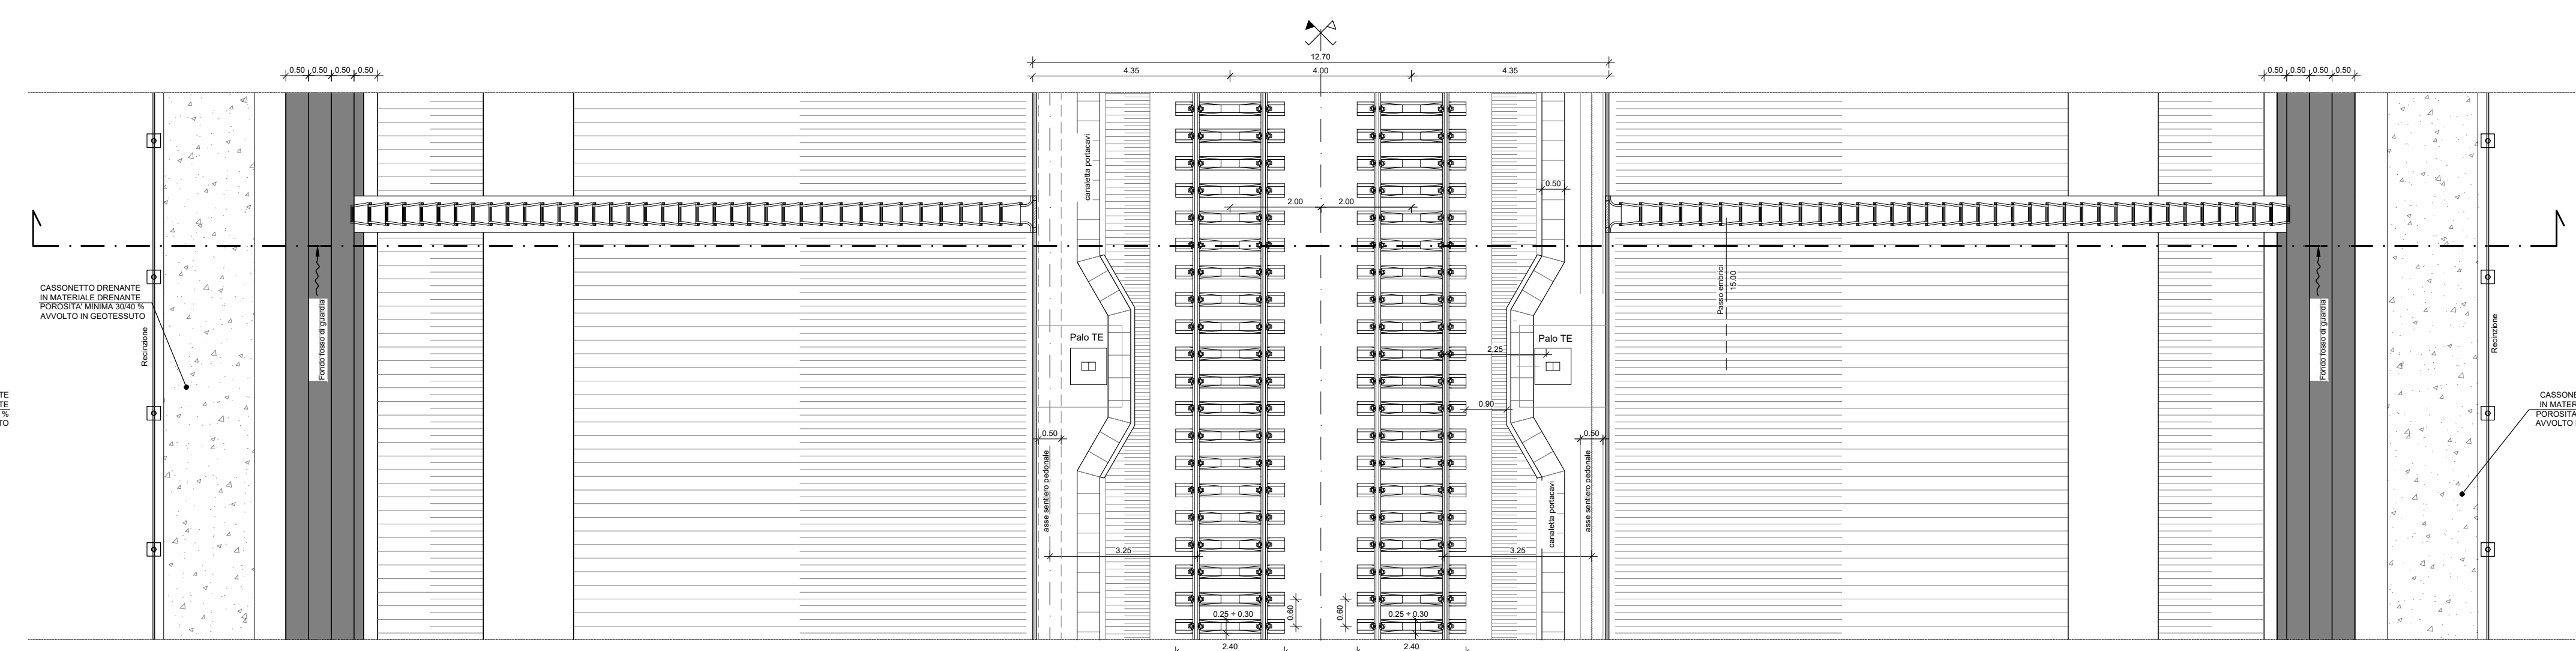 12.70
4.35
4.00
4.35
0.50
0.50
0.50
0.50
0.50
0.50
0.50
0.50
canaletta portacavi
0.50
2.00
2.00
Passo embrici
15.00
CASSONETTO DRENANTE
IN MATERIALE DRENANTE
POROSITA' MINIMA 30/40 %
AVVOLTO IN GEOTESSUTO
Recinzione
Fondo fosso di guardia
Palo TE
Palo TE
2.25
Fondo fosso di guardia
Recinzione
TE
TE
%
TO
0.90
CASSONE
IN MATER
POROSITA
AVVOLTO
0.50
0.50
asse sentiero pedonale
canaletta portacavi
asse sentiero pedonale
3.25
3.25
0.25 ÷ 0.30
0.60
0.60
0.25 ÷ 0.30
2.40
2.40